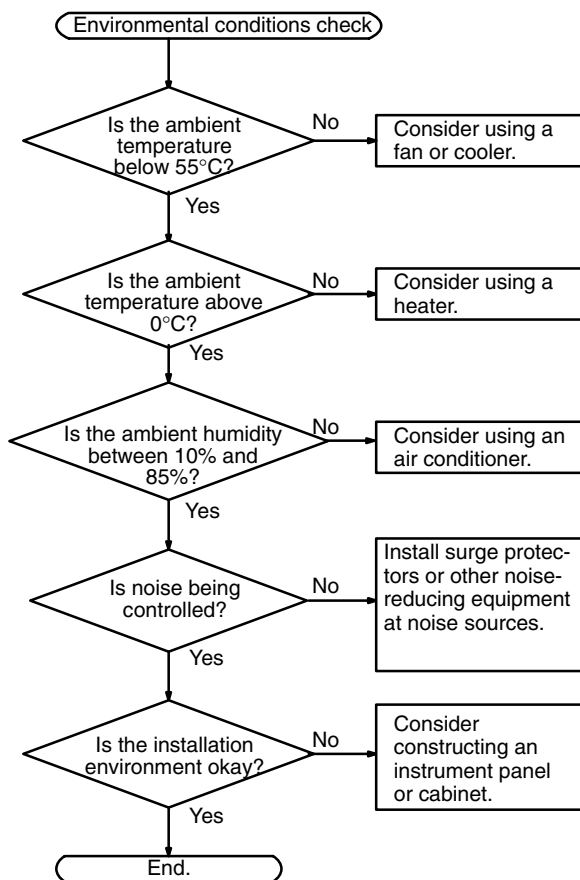 Environmental conditions check
Is the ambient
temperature
below 55°C?
No
Consider using a
fan or cooler.
Yes
Is the ambient
temperature above
0°C?
No
Consider using a
heater.
Yes
Is the ambient humidity
between 10% and
85%?
No
Consider using an
air conditioner.
Yes
Is noise being
controlled?
No
Install surge protec-
tors or other noise-
reducing equipment
at noise sources.
Yes
Is the installation
environment okay?
No
Consider
constructing an
instrument panel
or cabinet.
Yes
End.